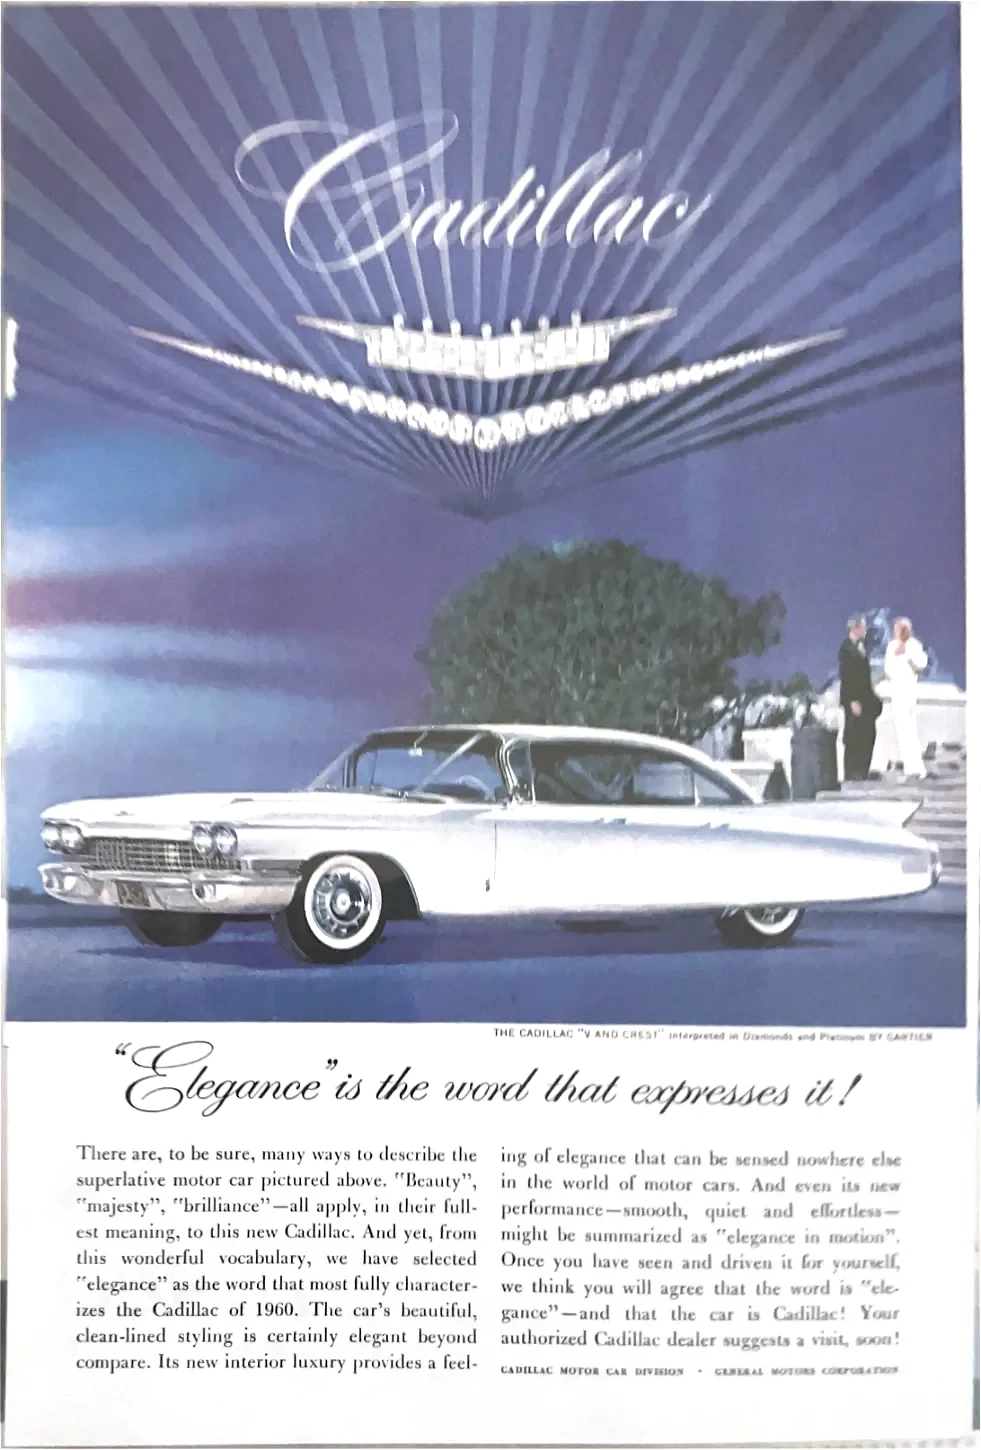 Cadillac
THE CADILLAC "V AND CREST" interpreted in Diamonds and Platinum BY CARTIER
"Elegance" is the word that expresses it!
There are, to be sure, many ways to describe the
superlative motor car pictured above. "Beauty",
"majesty", "brilliance"—all apply, in their full-
est meaning, to this new Cadillac. And yet, from
this wonderful vocabulary, we have selected
"elegance" as the word that most fully character-
izes the Cadillac of 1960. The car's beautiful,
clean-lined styling is certainly elegant beyond
compare. Its new interior luxury provides a feel-
ing of elegance that can be sensed nowhere else
in the world of motor cars. And even its new
performance—smooth, quiet and effortless—
might be summarized as "elegance in motion".
Once you have seen and driven it for yourself,
we think you will agree that the word is "ele-
gance"—and that the car is Cadillac! Your
authorized Cadillac dealer suggests a visit, soon!
CADILLAC MOTOR CAR DIVISION • GENERAL MOTORS CORPORATION